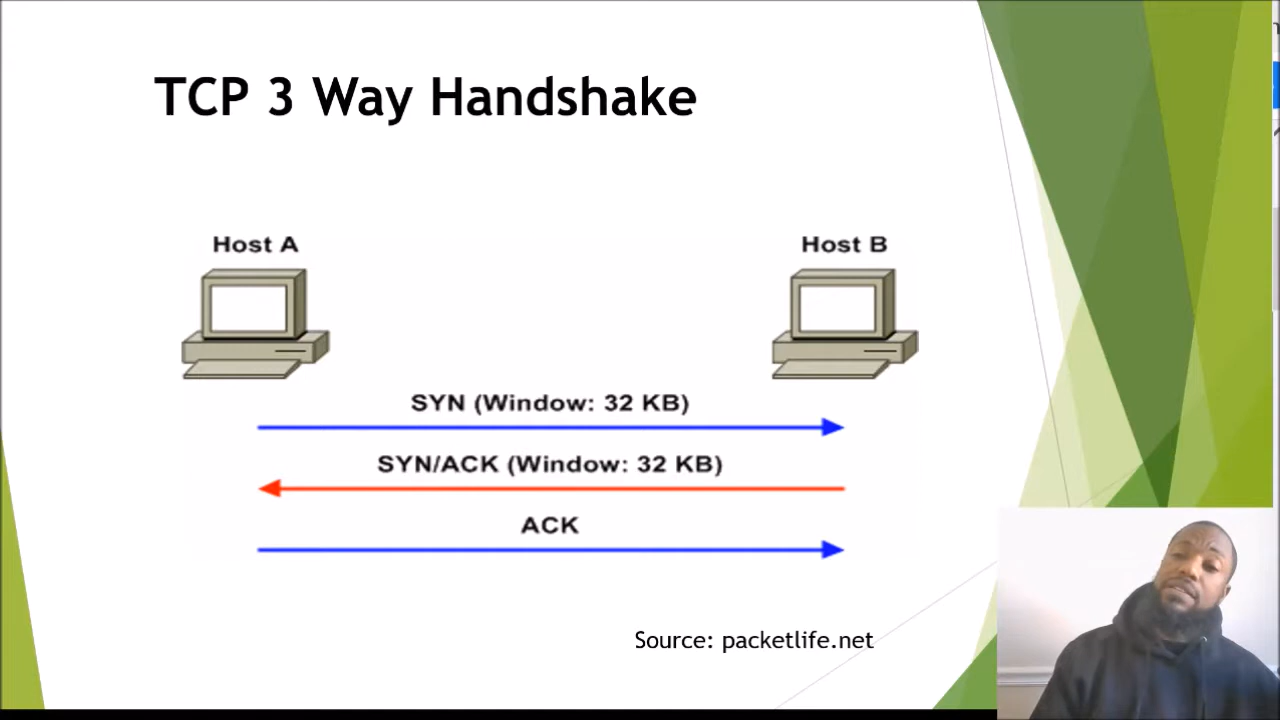 TCP 3 Way Handshake
Host A
Host B
SYN (Window: 32 KB)
SYN/ACK (Window: 32 KB)
ACK
Source: packetlife.net